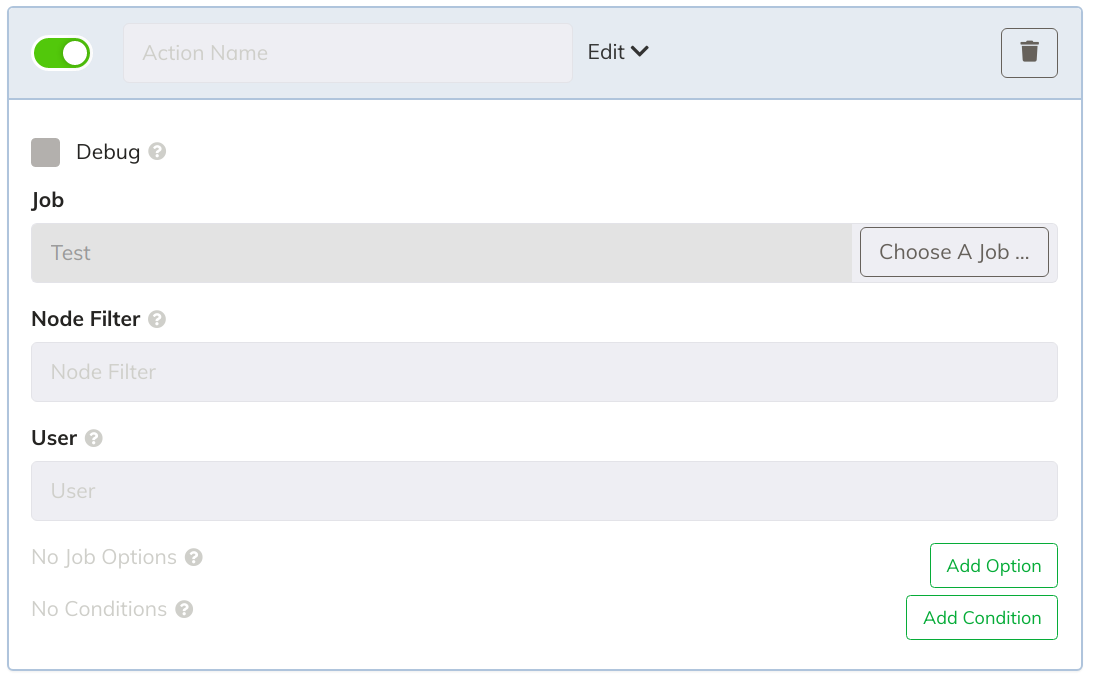 Action Name Edit
Debug ?
Job
Test Choose A Job ...
Node Filter ?
Node Filter
User ?
User
No Job Options ? Add Option
No Conditions ? Add Condition